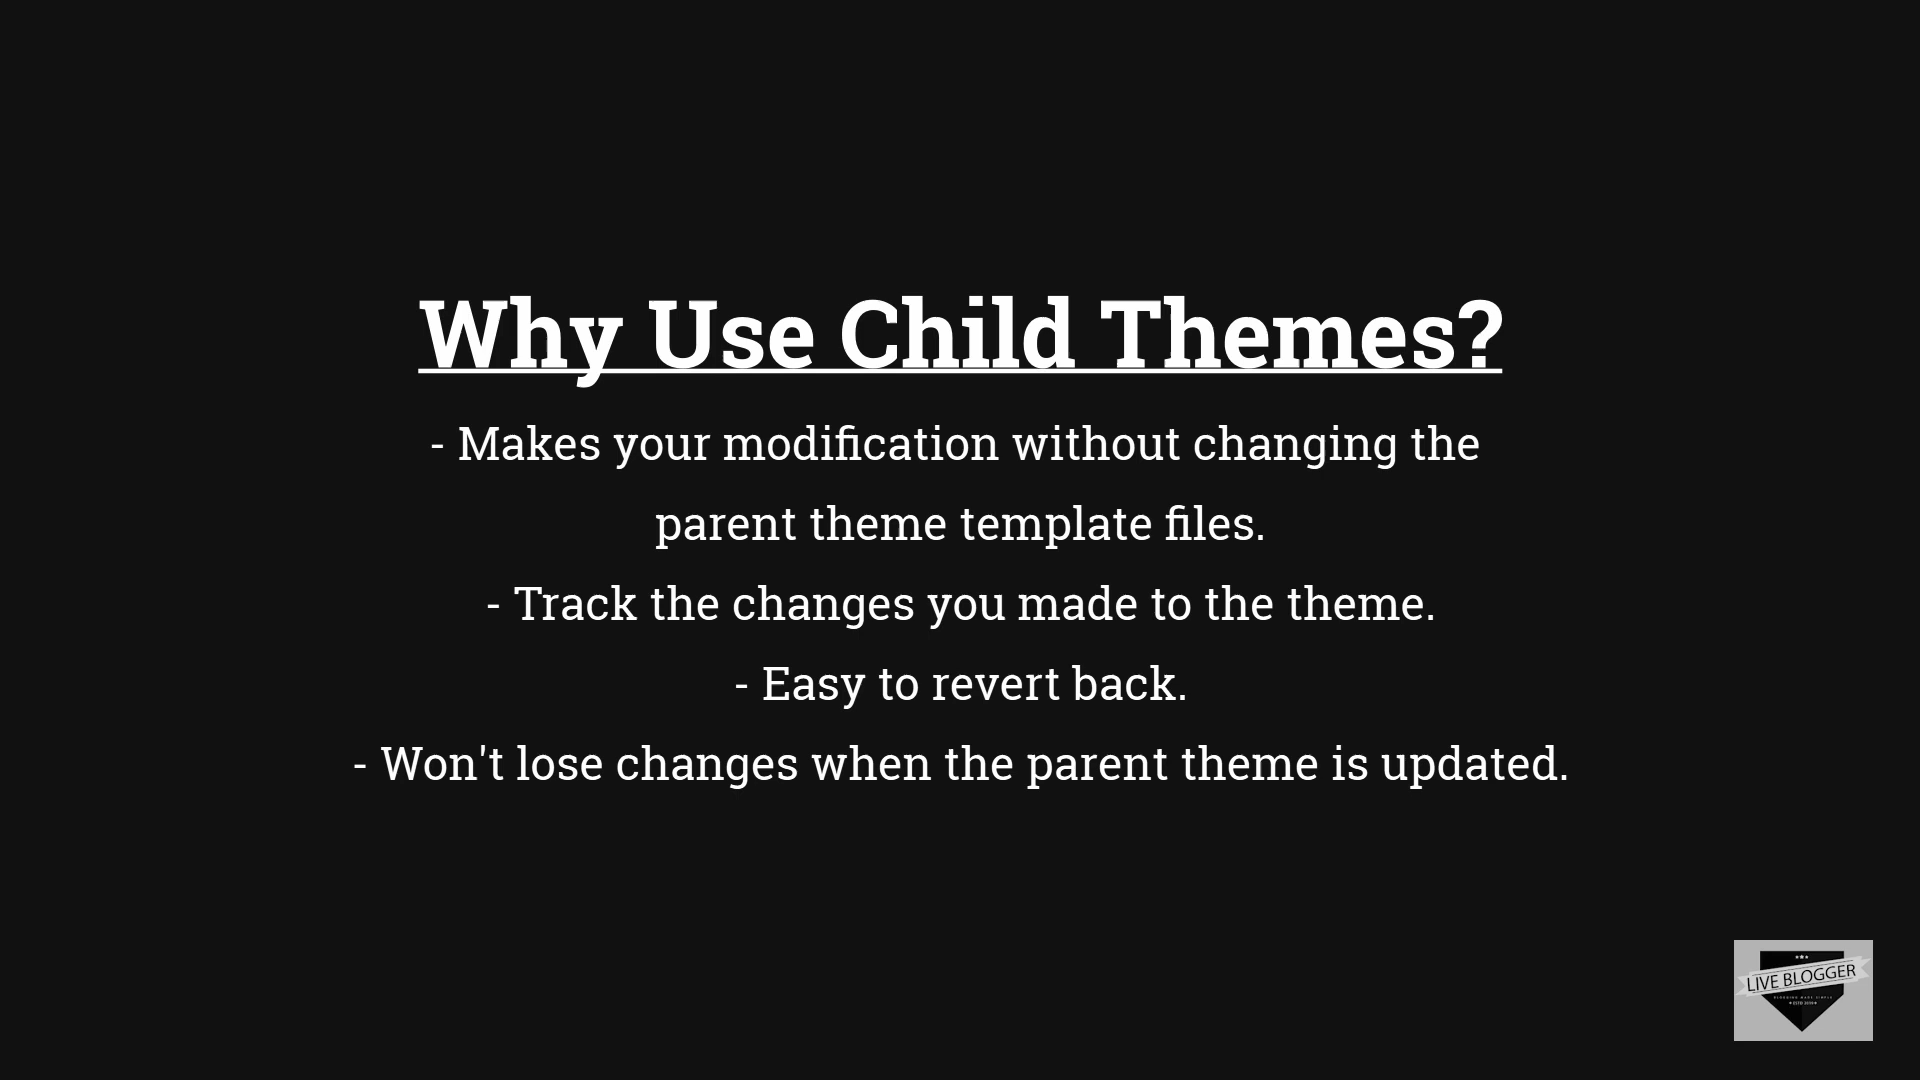 Why Use Child Themes?
- Makes your modification without changing the
parent theme template files.
- Track the changes you made to the theme.
- Easy to revert back.
- Won't lose changes when the parent theme is updated.
LIVE BLOGGER